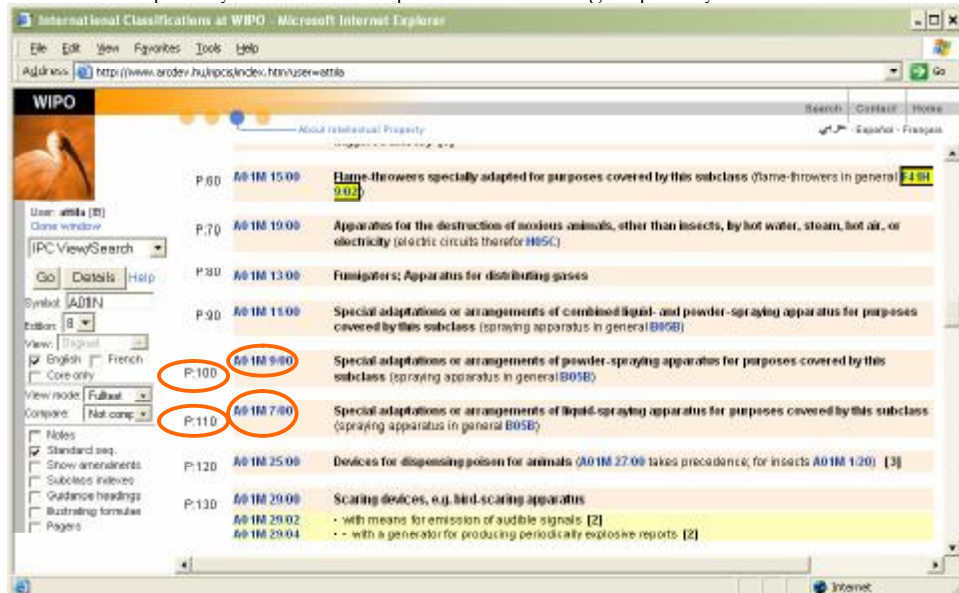 International Classifications at WIPO - Microsoft Internet Explorer
File Edit View Favorites Tools Help
Address http://www.arcdev.hu/ipcis/index.htm?user=attila Go
WIPO
Search Contact Home
About Intellectual Property
Español - Français
P:60 A01M 15/00 Flame-throwers specially adapted for purposes covered by this subclass (flame-throwers in general F41H
9/02)
User: attila
Clone window
P:70 A01M 19/00 Apparatus for the destruction of noxious animals, other than insects, by hot water, steam, hot air, or
electricity (electric circuits therefor H05C)
IPC View/Search
Go Details Help
P:80 A01M 13/00 Fumigators; Apparatus for distributing gases
Symbol: A01N
Edition: 8
P:90 A01M 11/00 Special adaptations or arrangements of combined liquid- and powder-spraying apparatus for purposes
covered by this subclass (spraying apparatus in general B05B)
View: Original
English French
Core only
P:100 A01M 9/00 Special adaptations or arrangements of powder-spraying apparatus for purposes covered by this
subclass (spraying apparatus in general B05B)
View mode: Fulltext
Compare: Not comp
P:110 A01M 7/00 Special adaptations or arrangements of liquid-spraying apparatus for purposes covered by this subclass
(spraying apparatus in general B05B)
Notes
Standard seq.
Show amendments
Subclass indexes
Guidance headings
Illustrating formulae
Pagers
P:120 A01M 25/00 Devices for dispensing poison for animals (A01M 27/00 takes precedence; for insects A01M 1/20) [3]
P:130 A01M 29/00 Scaring devices, e.g. bird-scaring apparatus
A01M 29/02 · with means for emission of audible signals [2]
A01M 29/04 · · with a generator for producing periodically explosive reports [2]
Internet